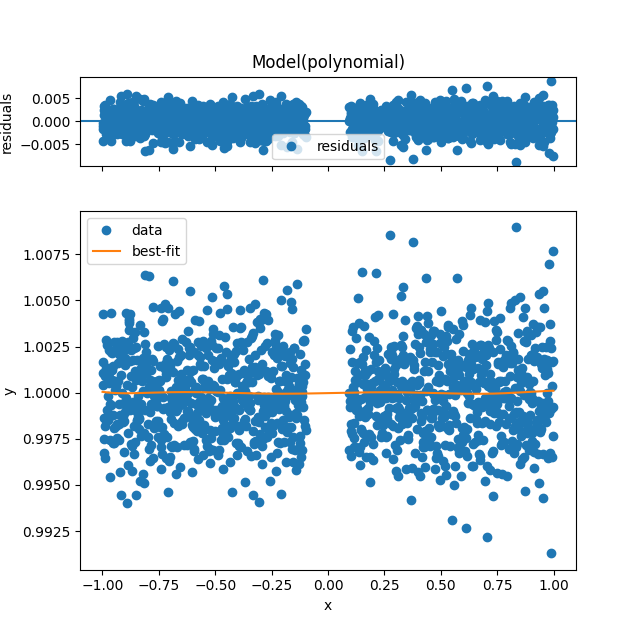 Model(polynomial)
residuals
0.005
0.000
−0.005
residuals
data
best-fit
y
1.0075
1.0050
1.0025
1.0000
0.9975
0.9950
0.9925
−1.00 −0.75 −0.50 −0.25 0.00 0.25 0.50 0.75 1.00
x